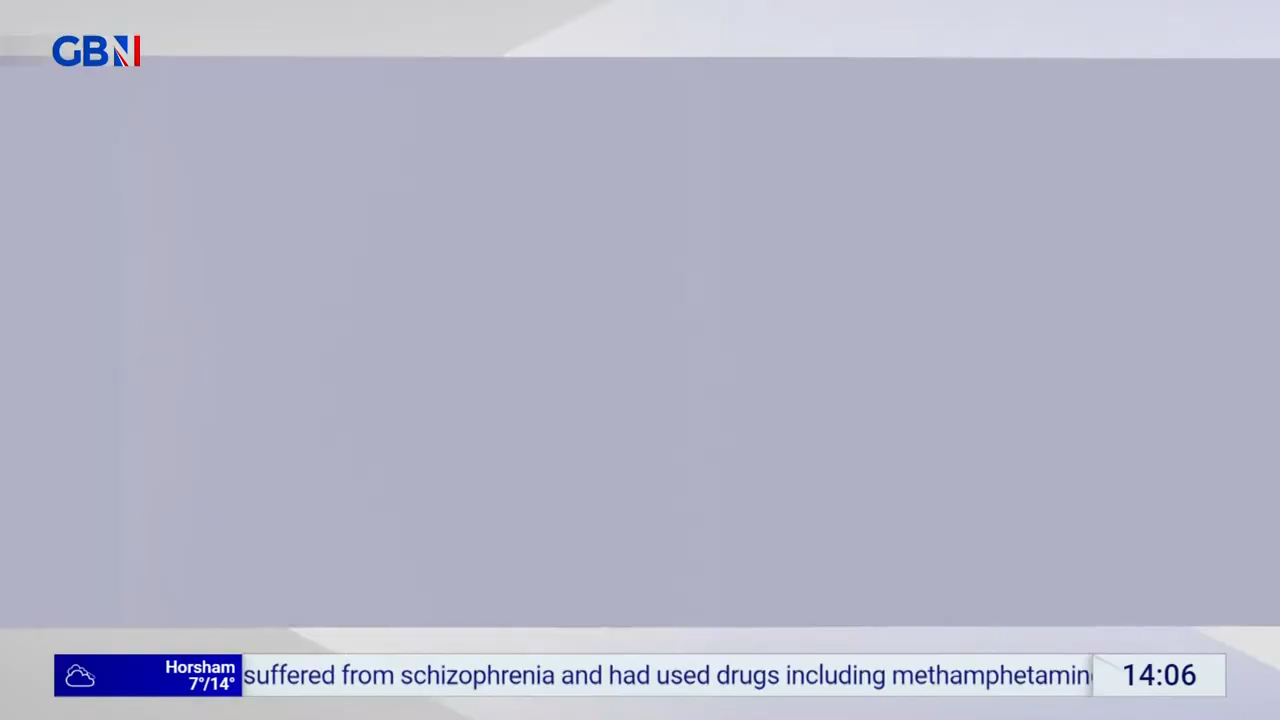 GBN
Horsham
7°/14°
suffered from schizophrenia and had used drugs including methamphetamin
14:06